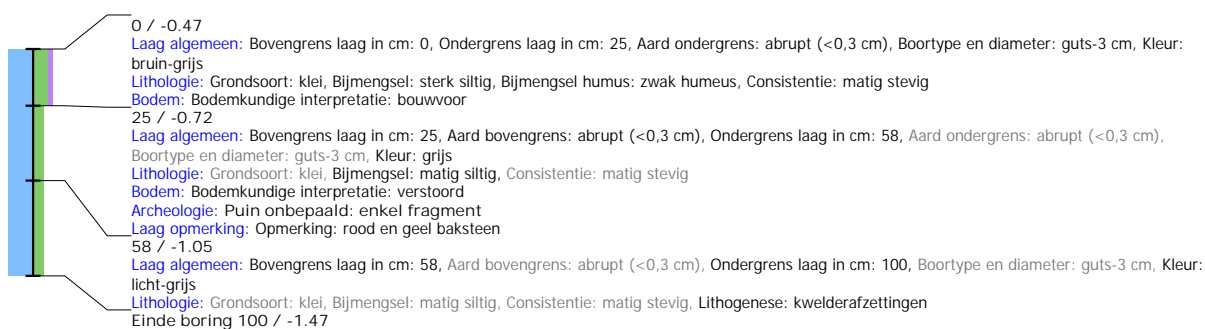 0 / -0.47
Laag algemeen: Bovengrens laag in cm: 0, Ondergrens laag in cm: 25, Aard ondergrens: abrupt (<0,3 cm), Boortype en diameter: guts-3 cm, Kleur:
bruin-grijs
Lithologie: Grondsoort: klei, Bijmengsel: sterk siltig, Bijmengsel humus: zwak humeus, Consistentie: matig stevig
Bodem: Bodemkundige interpretatie: bouwvoor
25 / -0.72
Laag algemeen: Bovengrens laag in cm: 25, Aard bovengrens: abrupt (<0,3 cm), Ondergrens laag in cm: 58, Aard ondergrens: abrupt (<0,3 cm),
Boortype en diameter: guts-3 cm, Kleur: grijs
Lithologie: Grondsoort: klei, Bijmengsel: matig siltig, Consistentie: matig stevig
Bodem: Bodemkundige interpretatie: verstoord
Archeologie: Puin onbepaald: enkel fragment
Laag opmerking: Opmerking: rood en geel baksteen
58 / -1.05
Laag algemeen: Bovengrens laag in cm: 58, Aard bovengrens: abrupt (<0,3 cm), Ondergrens laag in cm: 100, Boortype en diameter: guts-3 cm, Kleur:
licht-grijs
Lithologie: Grondsoort: klei, Bijmengsel: matig siltig, Consistentie: matig stevig, Lithogenese: kwelderafzettingen
Einde boring 100 / -1.47